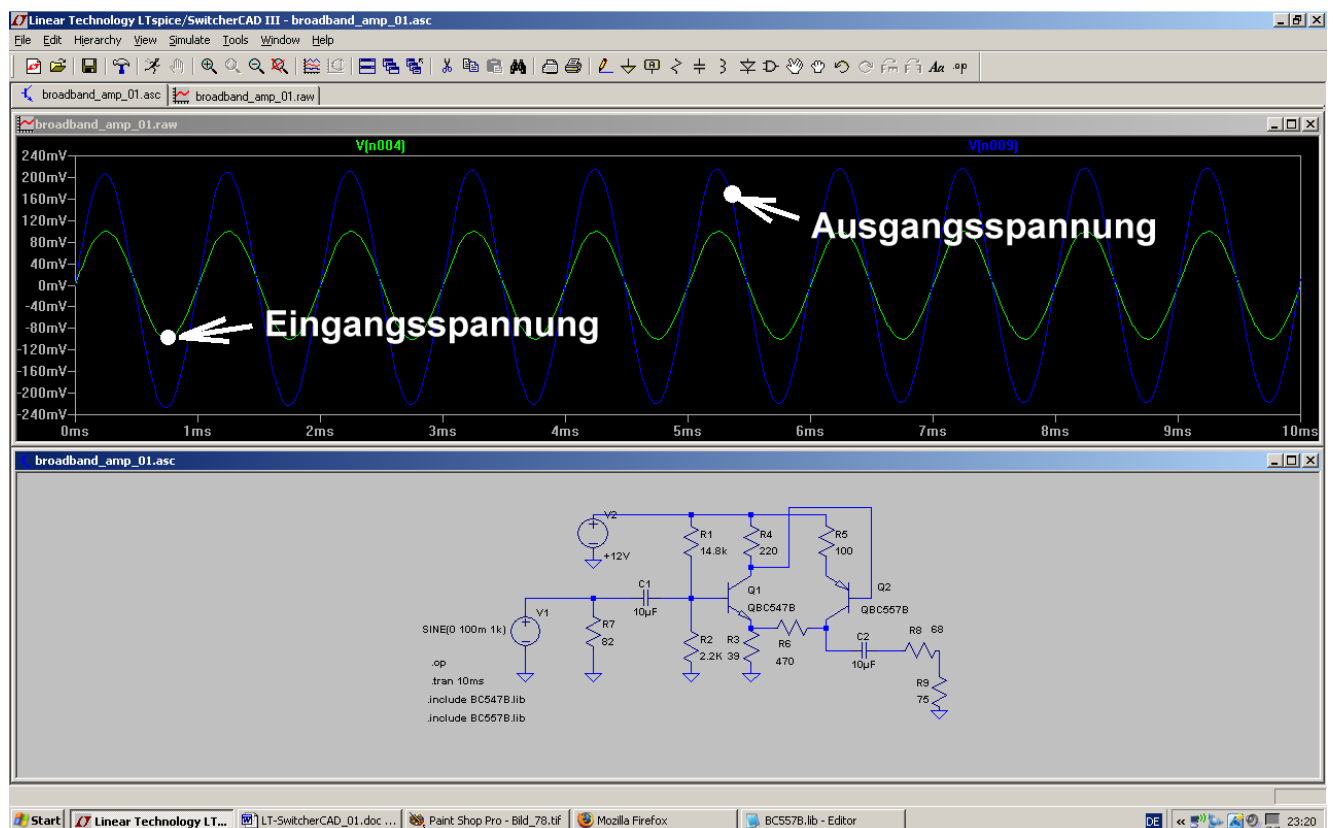 Linear Technology LTspice/SwitcherCAD III - broadband_amp_01.asc
File Edit Hierarchy View Simulate Tools Window Help
Aa .op
broadband_amp_01.asc broadband_amp_01.raw
broadband_amp_01.raw
V(n004) V(n009)
240mV
200mV
160mV
120mV
80mV
40mV
0mV
-40mV
-80mV
-120mV
-160mV
-200mV
-240mV
Ausgangsspannung
Eingangsspannung
0ms 1ms 2ms 3ms 4ms 5ms 6ms 7ms 8ms 9ms 10ms
broadband_amp_01.asc
V2
+12V
R1
14.8k
R4
220
R5
100
C1
10µF
Q1
QBC547B
Q2
QBC557B
V1
SINE(0 100m 1k)
R7
82
R2
2.2K
R3
39
R6
470
C2
10µF
R8 68
R9
75
.op
.tran 10ms
.include BC547B.lib
.include BC557B.lib
Start Linear Technology LT... LT-SwitcherCAD_01.doc ... Paint Shop Pro - Bild_78.tif Mozilla Firefox BC557B.lib - Editor DE « 23:20